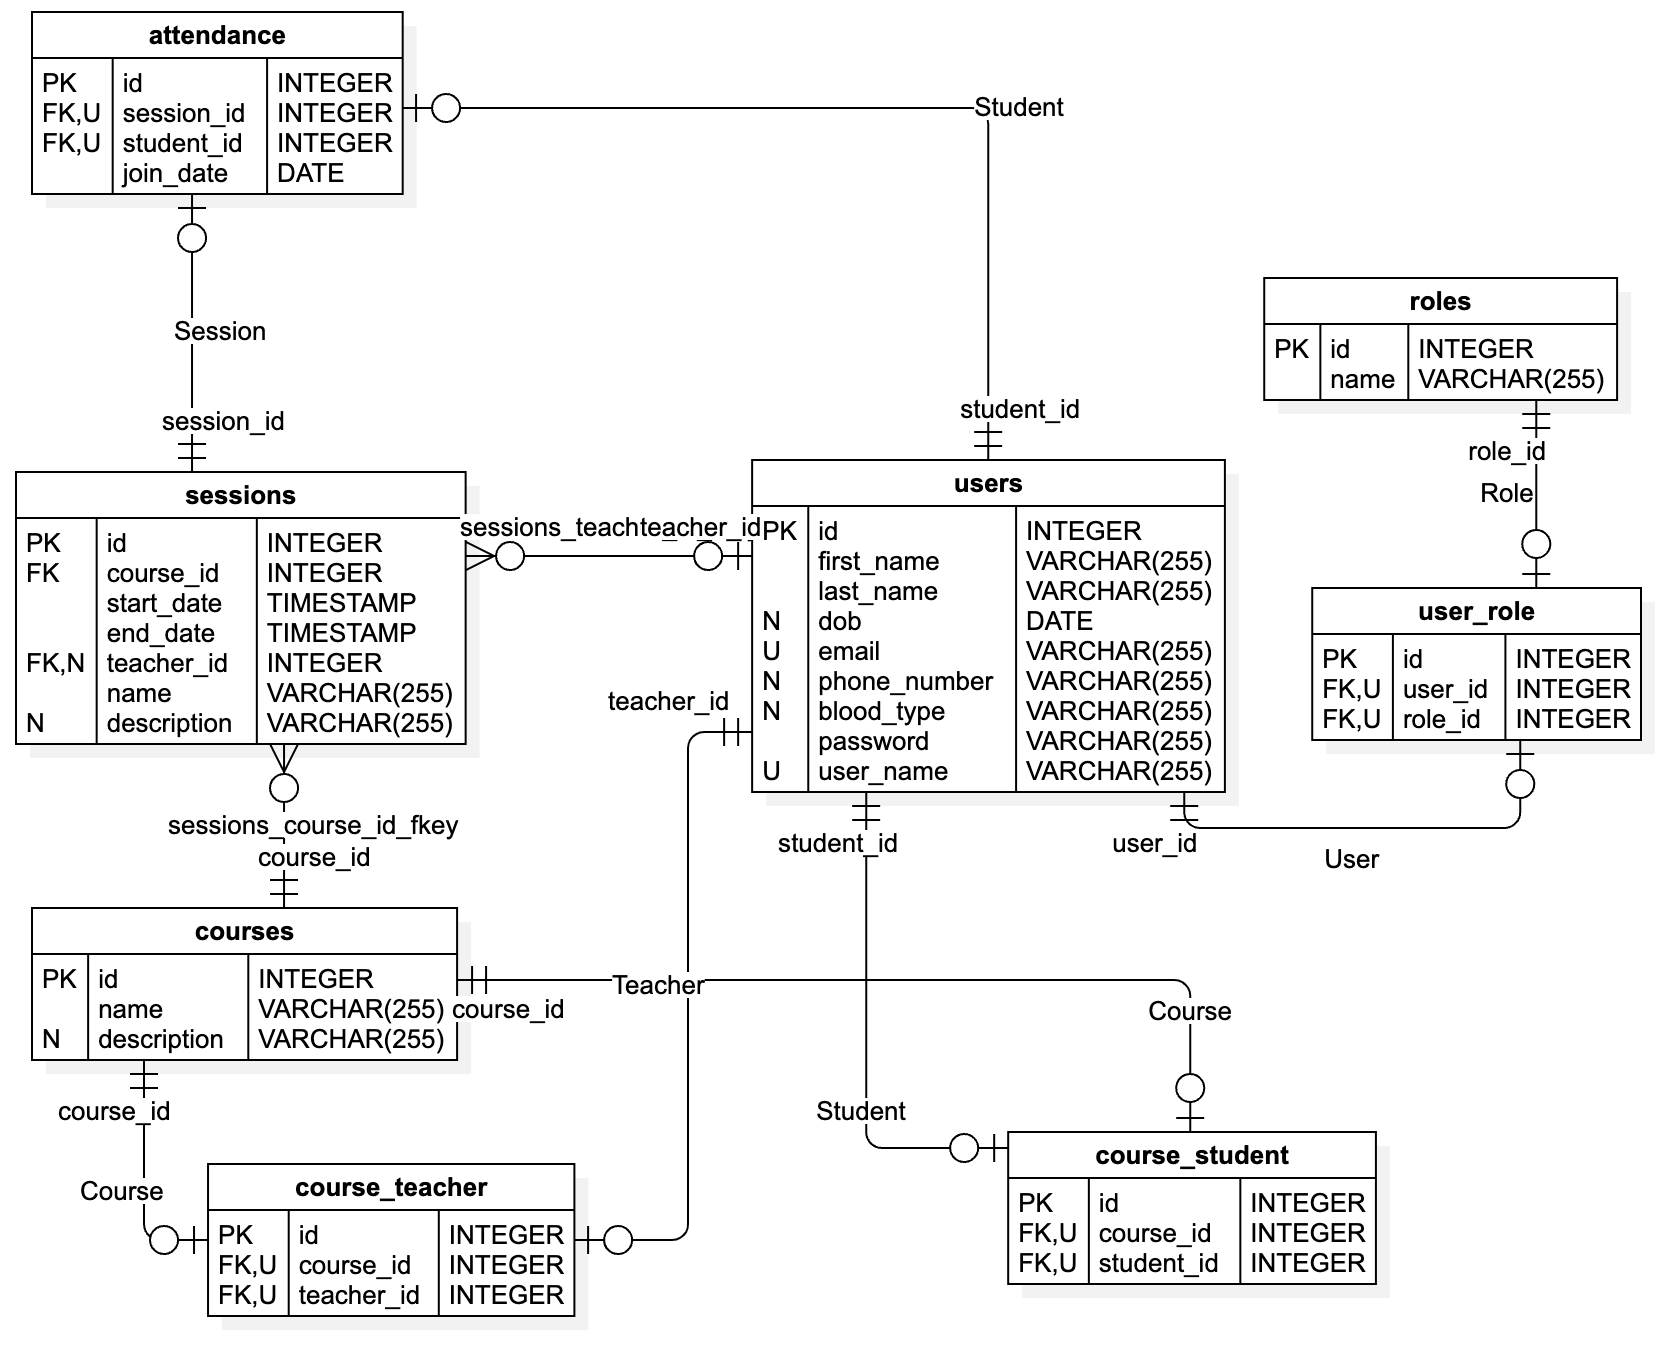 attendance
PK id INTEGER
FK,U session_id INTEGER
FK,U student_id INTEGER
join_date DATE
Student
Session
session_id
student_id
roles
PK id INTEGER
name VARCHAR(255)
role_id
Role
sessions
PK id INTEGER
FK course_id INTEGER
start_date TIMESTAMP
end_date TIMESTAMP
FK,N teacher_id INTEGER
name VARCHAR(255)
N description VARCHAR(255)
sessions_teach
teacher_id
users
PK id INTEGER
first_name VARCHAR(255)
last_name VARCHAR(255)
N dob DATE
U email VARCHAR(255)
N phone_number VARCHAR(255)
N blood_type VARCHAR(255)
password VARCHAR(255)
U user_name VARCHAR(255)
user_role
PK id INTEGER
FK,U user_id INTEGER
FK,U role_id INTEGER
teacher_id
sessions_course_id_fkey
course_id
student_id
user_id
User
courses
PK id INTEGER
name VARCHAR(255)
N description VARCHAR(255)
course_id
Teacher
Course
course_id
Course
Student
course_teacher
PK id INTEGER
FK,U course_id INTEGER
FK,U teacher_id INTEGER
course_student
PK id INTEGER
FK,U course_id INTEGER
FK,U student_id INTEGER